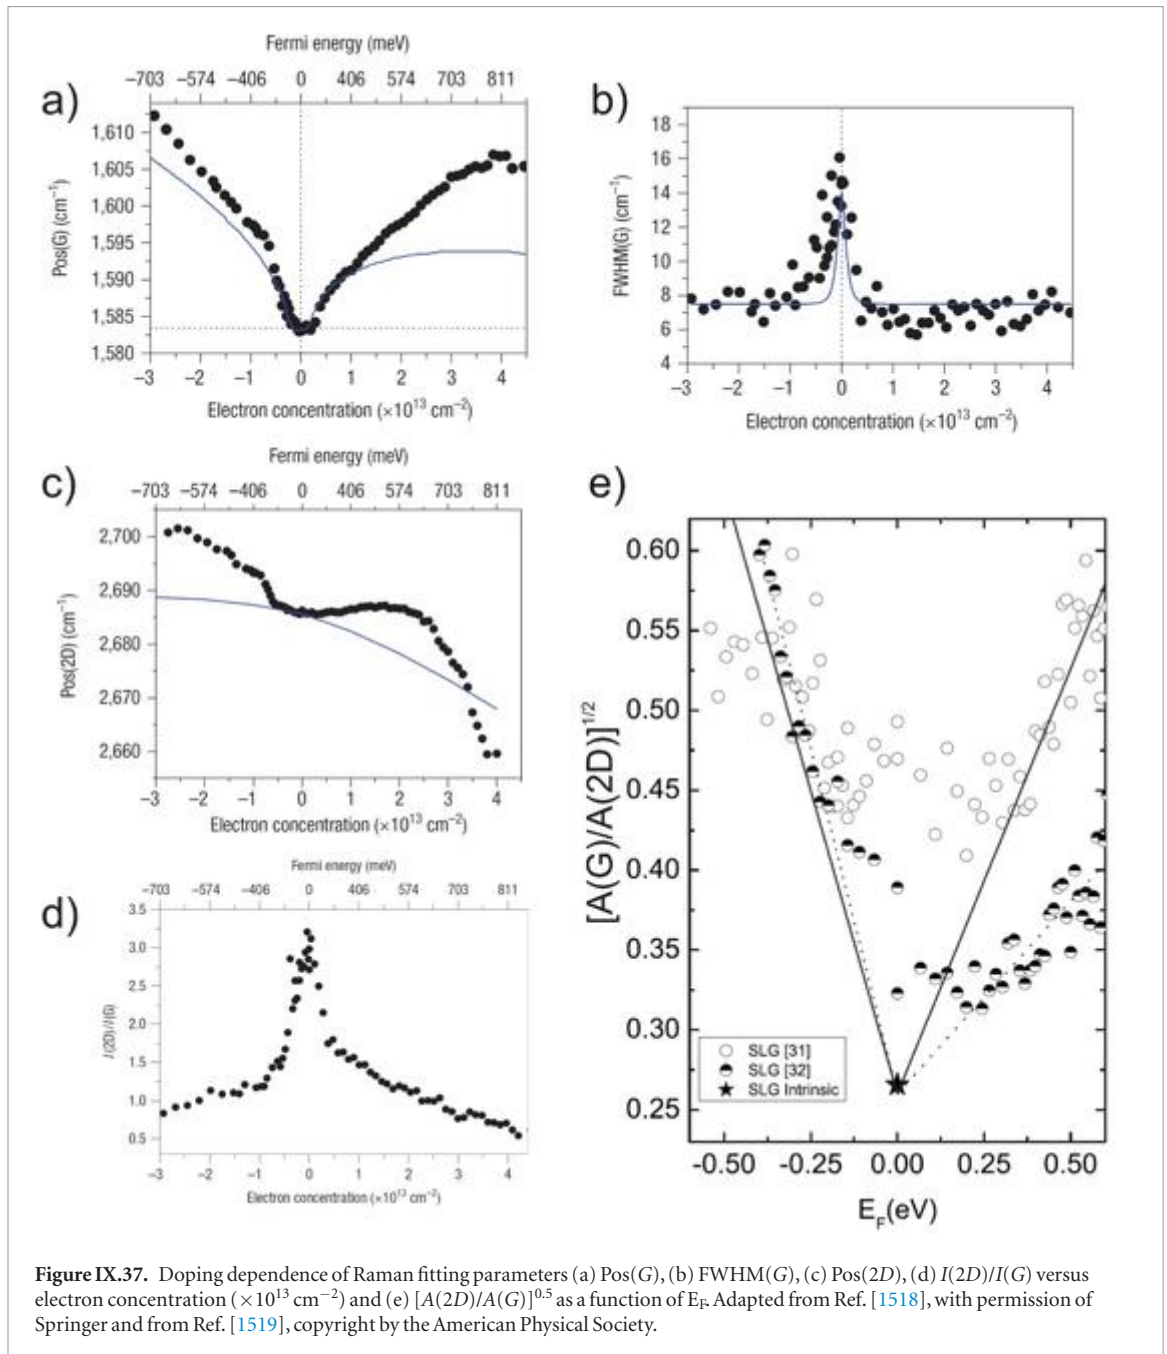 Fermi energy (meV)
−703 −574 0 406 574 703 811
a)
1,610
1,605
1,600
1,595
1,590
1,585
1,580
Pos(G) (cm−1)
−3 −2 −1 0 1 2 3 4
Electron concentration (×10^13 cm−2)
b)
18
16
14
12
10
8
6
4
FWHM(G) (cm−1)
−3 −2 −1 0 1 2 3 4
Electron concentration (×10^13 cm−2)
Fermi energy (meV)
c)
−703 −574 −406 0 406 574 703 811
2,700
2,690
2,680
2,670
2,660
Pos(2D) (cm−1)
−3 −2 −1 0 1 2 3 4
Electron concentration (×10^13 cm−2)
Fermi energy (meV)
−703 −574 −406 0 406 574 703 811
d)
3.5
3.0
2.5
2.0
1.5
1.0
0.5
I(2D)/I(G)
−3 −2 −1 0 1 2 3 4
Electron concentration (×10^13 cm−2)
e)
0.60
0.55
0.50
0.45
0.40
0.35
0.30
0.25
[A(G)/A(2D)]^1/2
SLG [31]
SLG [32]
SLG Intrinsic
-0.50 -0.25 0.00 0.25 0.50
E_F(eV)
Figure IX.37. Doping dependence of Raman fitting parameters (a) Pos(G), (b) FWHM(G), (c) Pos(2D), (d) I(2D)/I(G) versus
electron concentration (×10^13 cm−2) and (e) [A(2D)/A(G)]^0.5 as a function of E_F. Adapted from Ref. [1518], with permission of
Springer and from Ref. [1519], copyright by the American Physical Society.